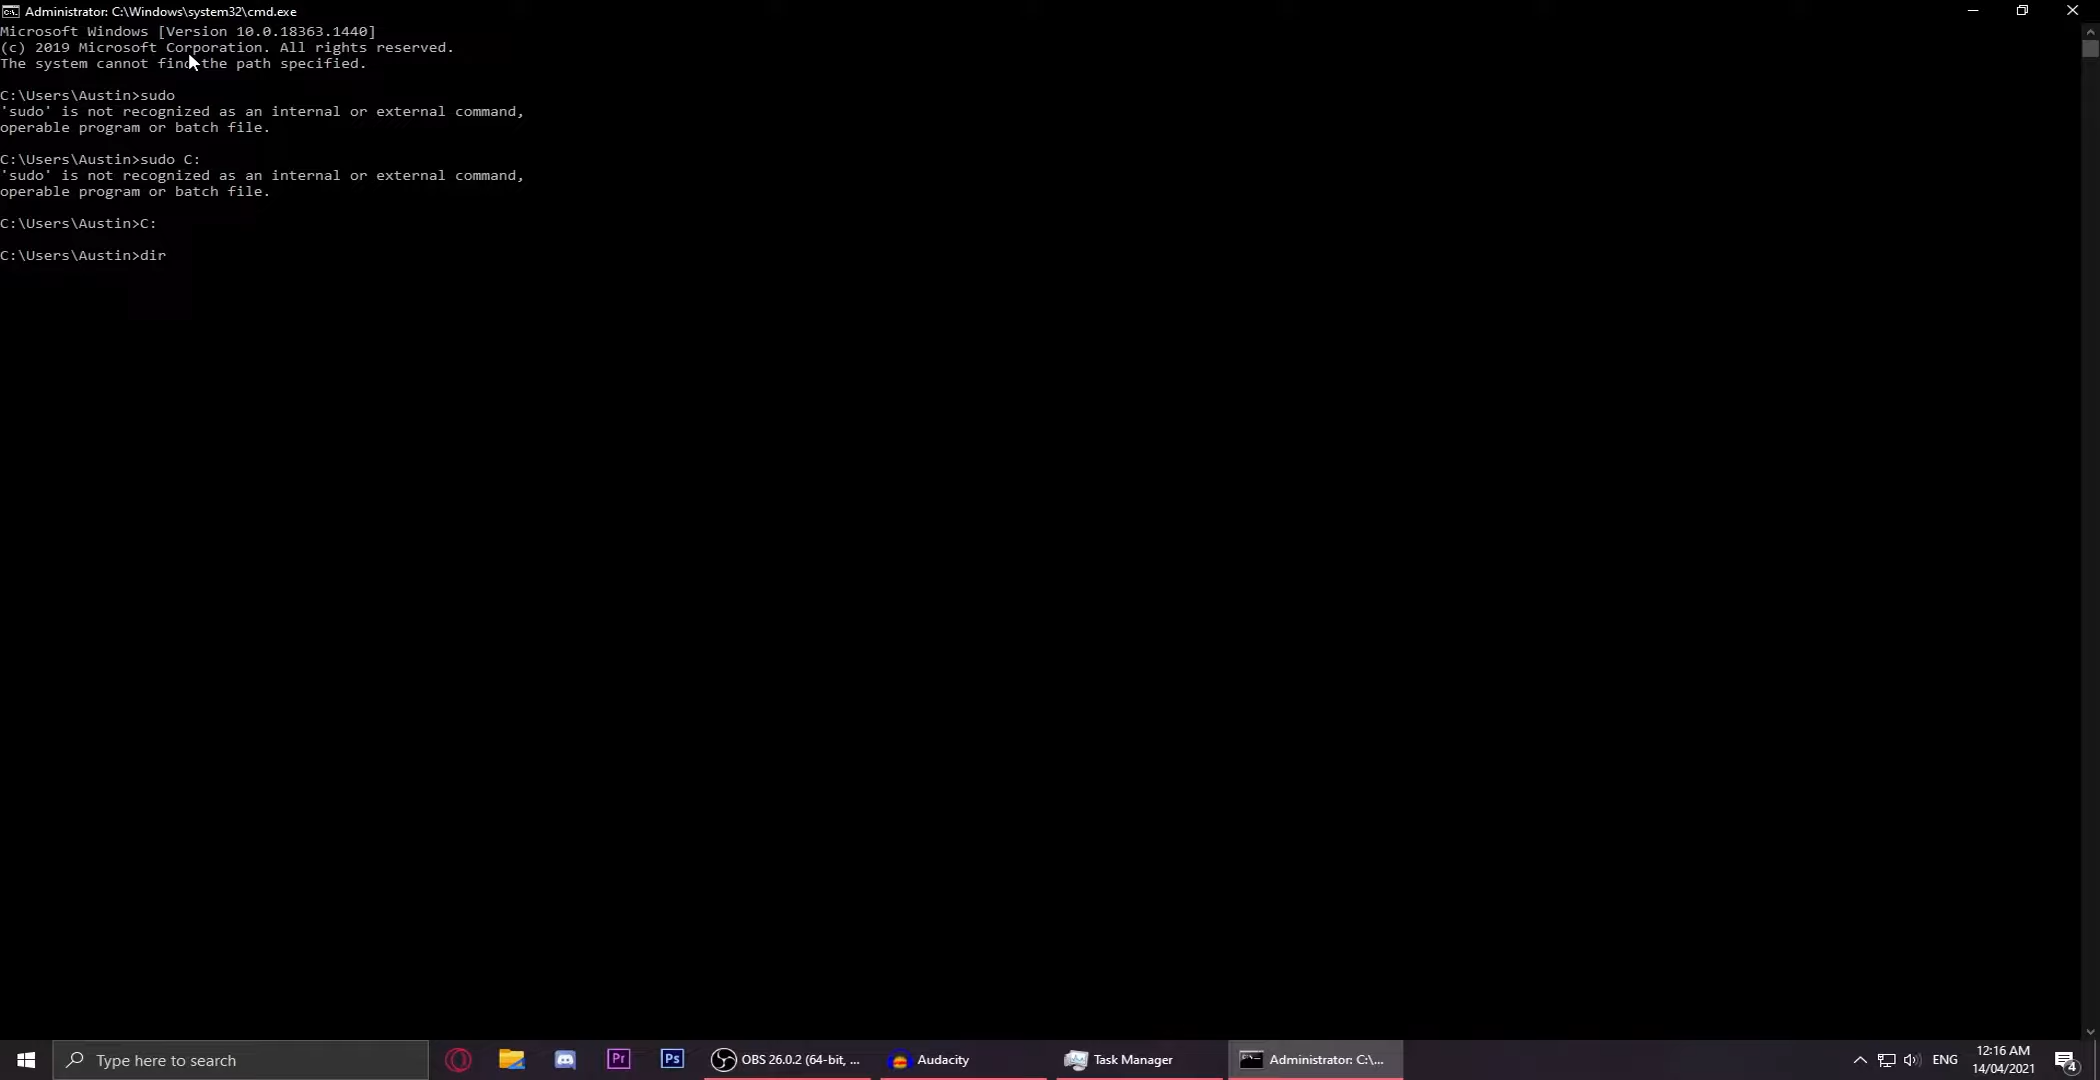 Administrator: C:\Windows\system32\cmd.exe
Microsoft Windows [Version 10.0.18363.1440]
(c) 2019 Microsoft Corporation. All rights reserved.
The system cannot find the path specified.
C:\Users\Austin>sudo
'sudo' is not recognized as an internal or external command,
operable program or batch file.
C:\Users\Austin>sudo C:
'sudo' is not recognized as an internal or external command,
operable program or batch file.
C:\Users\Austin>C:
C:\Users\Austin>dir
Type here to search
Pr
Ps
OBS 26.0.2 (64-bit, ...
Audacity
Task Manager
Administrator: C:\...
ENG
12:16 AM
14/04/2021
4